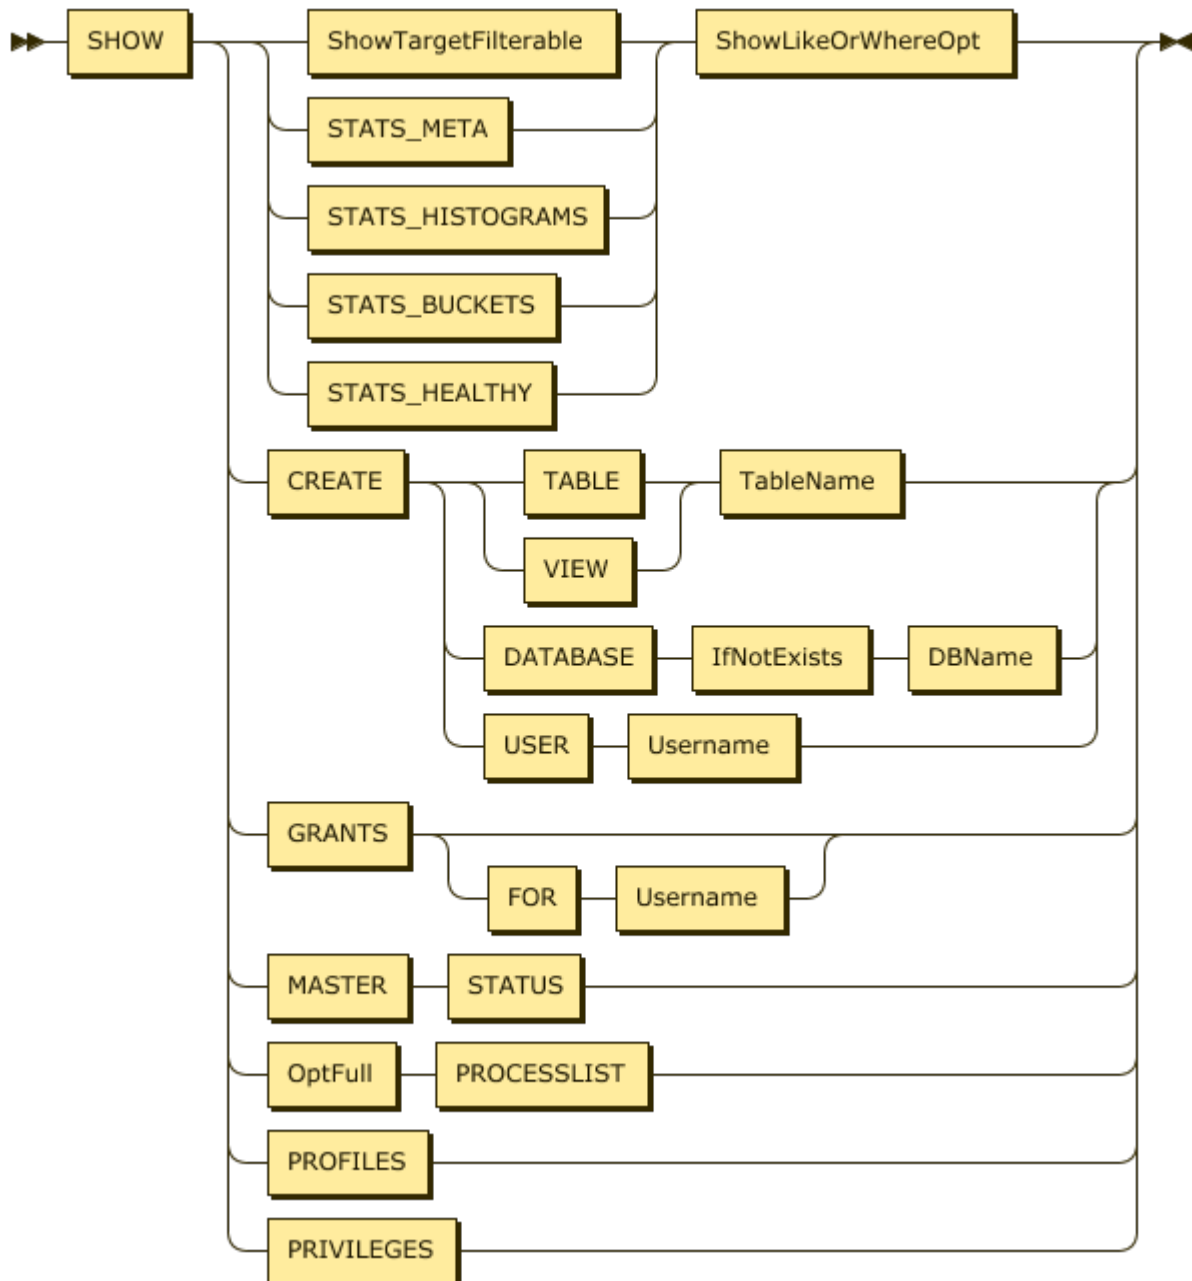 SHOW ShowTargetFilterable ShowLikeOrWhereOpt
STATS_META
STATS_HISTOGRAMS
STATS_BUCKETS
STATS_HEALTHY
CREATE TABLE TableName
VIEW
DATABASE IfNotExists DBName
USER Username
GRANTS
FOR Username
MASTER STATUS
OptFull PROCESSLIST
PROFILES
PRIVILEGES